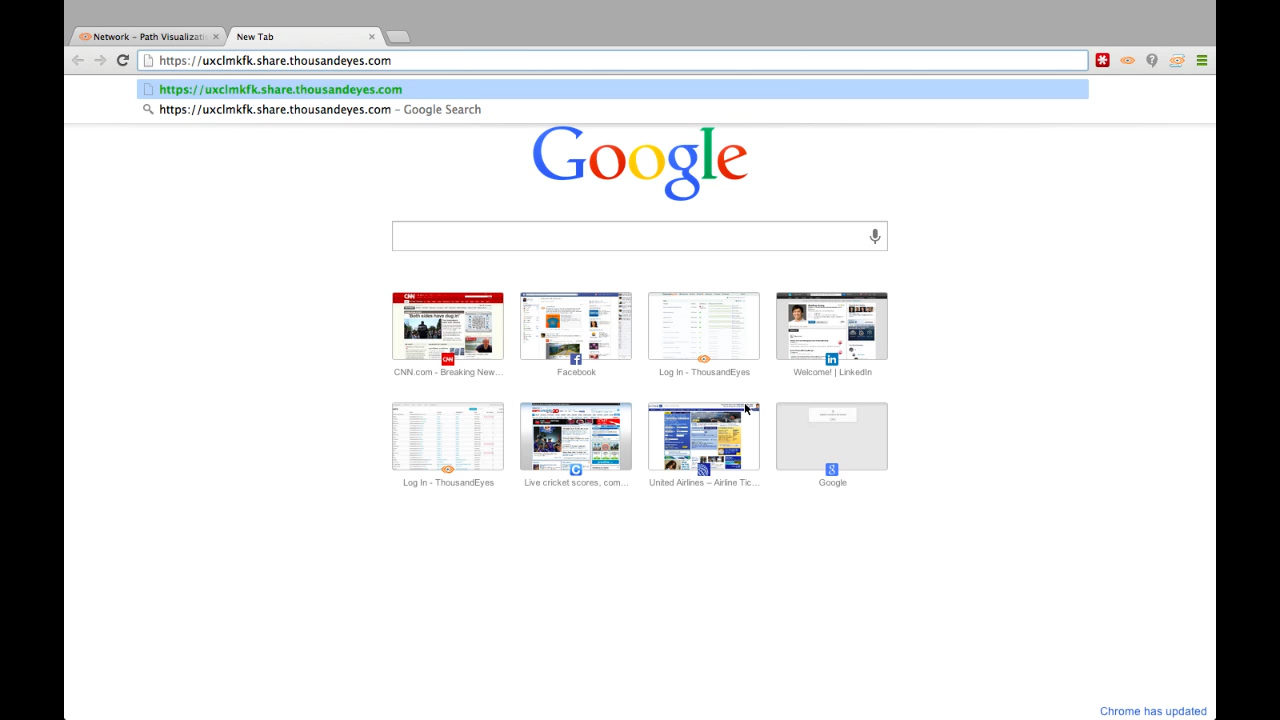 Network – Path Visualizati
New Tab
https://uxclmkfk.share.thousandeyes.com
https://uxclmkfk.share.thousandeyes.com
https://uxclmkfk.share.thousandeyes.com – Google Search
Google
CNN.com - Breaking New...
Facebook
Log In - ThousandEyes
Welcome! | LinkedIn
Log In - ThousandEyes
Live cricket scores, com...
United Airlines – Airline Tic...
Google
Chrome has updated